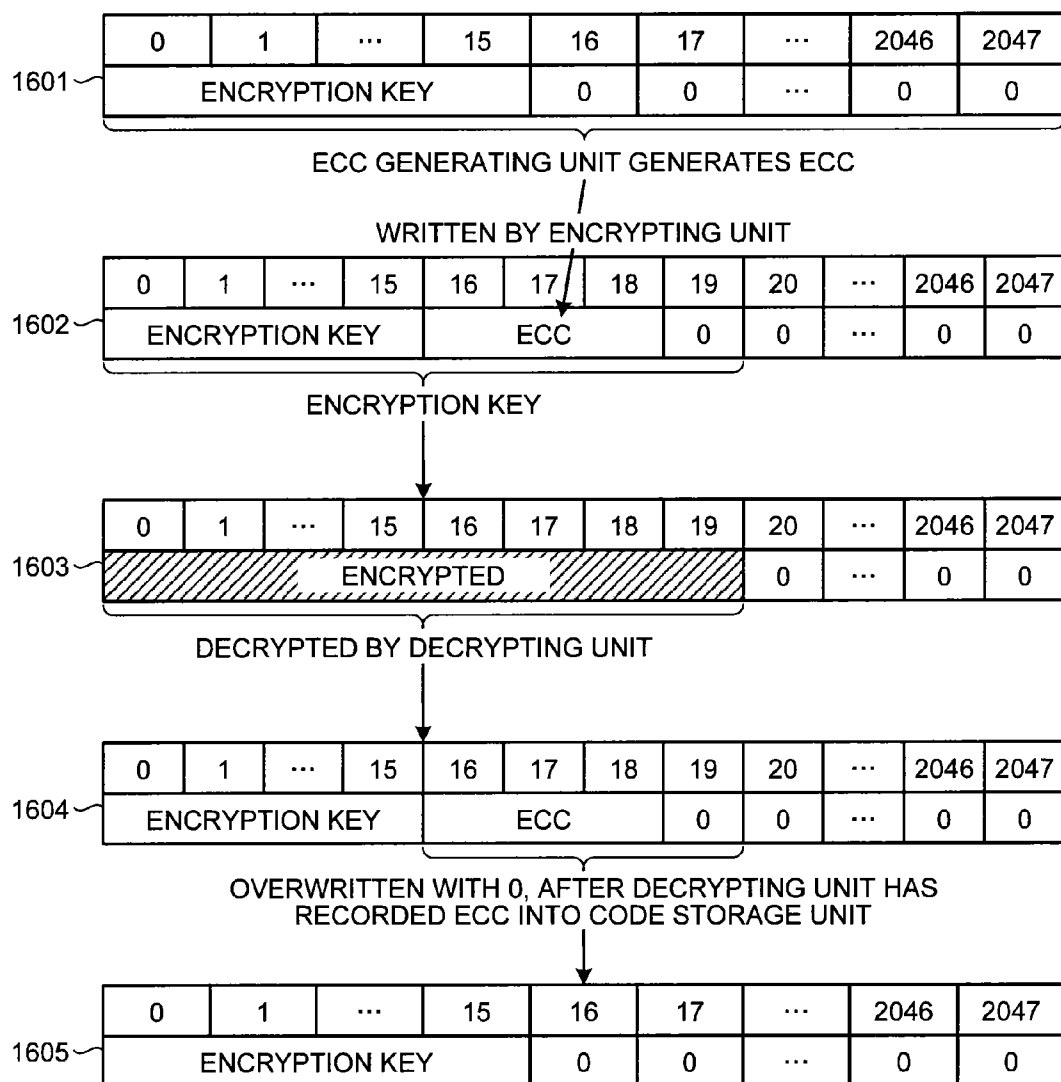 0 1 ... 15 16 17 ... 2046 2047
1601 ENCRYPTION KEY 0 0 ... 0 0
ECC GENERATING UNIT GENERATES ECC
WRITTEN BY ENCRYPTING UNIT
0 1 ... 15 16 17 18 19 20 ... 2046 2047
1602 ENCRYPTION KEY ECC 0 0 ... 0 0
ENCRYPTION KEY
0 1 ... 15 16 17 18 19 20 ... 2046 2047
1603 ENCRYPTED 0 ... 0 0
DECRYPTED BY DECRYPTING UNIT
0 1 ... 15 16 17 18 19 20 ... 2046 2047
1604 ENCRYPTION KEY ECC 0 0 ... 0 0
OVERWRITTEN WITH 0, AFTER DECRYPTING UNIT HAS
RECORDED ECC INTO CODE STORAGE UNIT
0 1 ... 15 16 17 ... 2046 2047
1605 ENCRYPTION KEY 0 0 ... 0 0